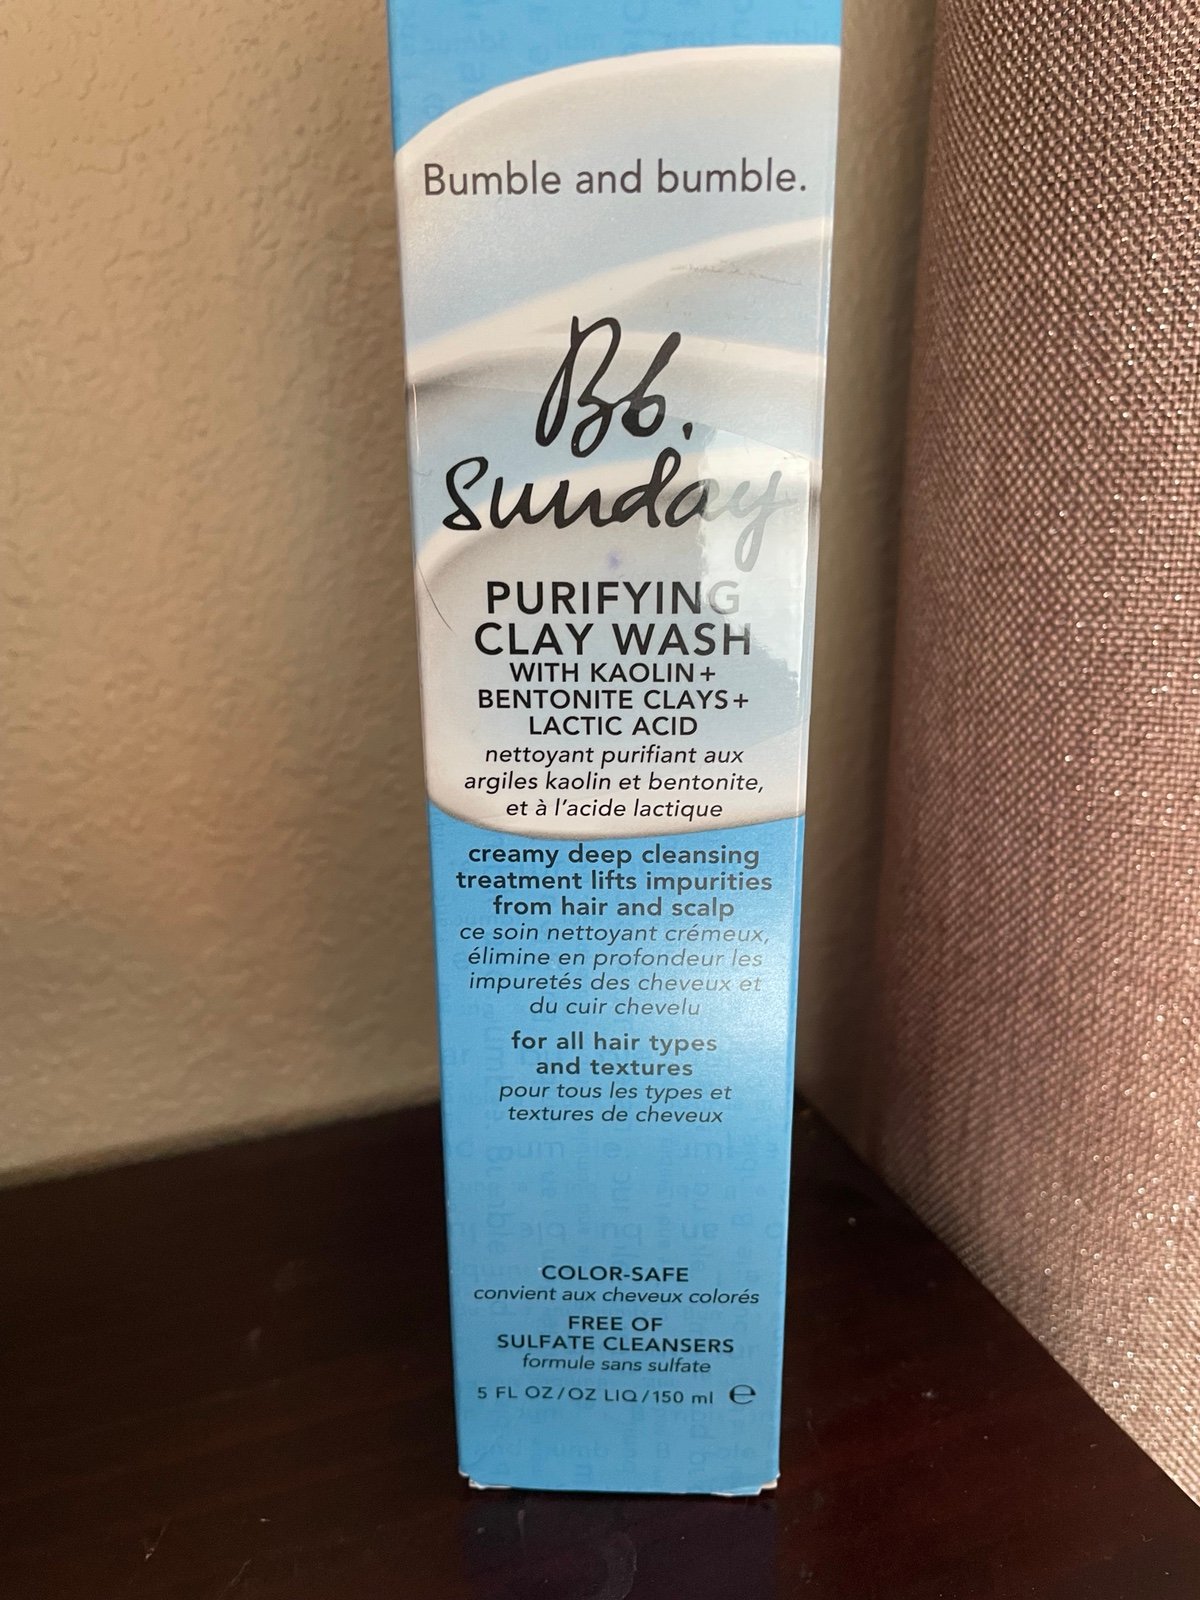 Bumble and bumble.
Bb.
Sunday
PURIFYING
CLAY WASH
WITH KAOLIN+
BENTONITE CLAYS+
LACTIC ACID
nettoyant purifiant aux
argiles kaolin et bentonite,
et à l'acide lactique
creamy deep cleansing
treatment lifts impurities
from hair and scalp
ce soin nettoyant crémeux,
élimine en profondeur les
impuretés des cheveux et
du cuir chevelu
for all hair types
and textures
pour tous les types et
textures de cheveux
COLOR-SAFE
convient aux cheveux colorés
FREE OF
SULFATE CLEANSERS
formule sans sulfate
5 FL OZ/OZ LIQ/150 ml ℮